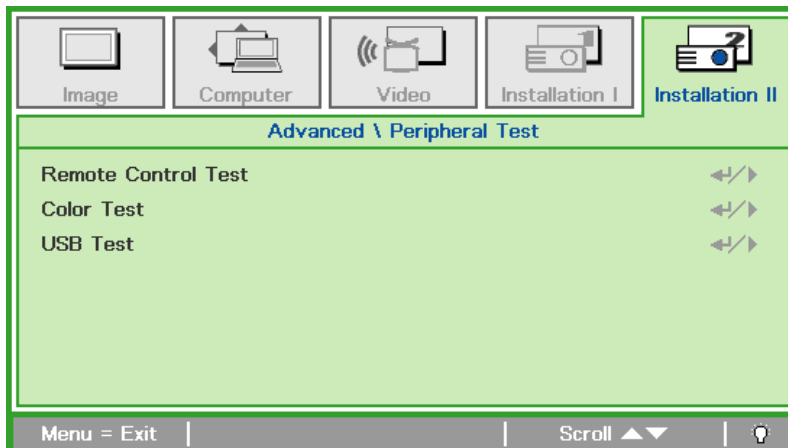 Image Computer Video Installation I Installation II
Advanced \ Peripheral Test
Remote Control Test
Color Test
USB Test
Menu = Exit Scroll